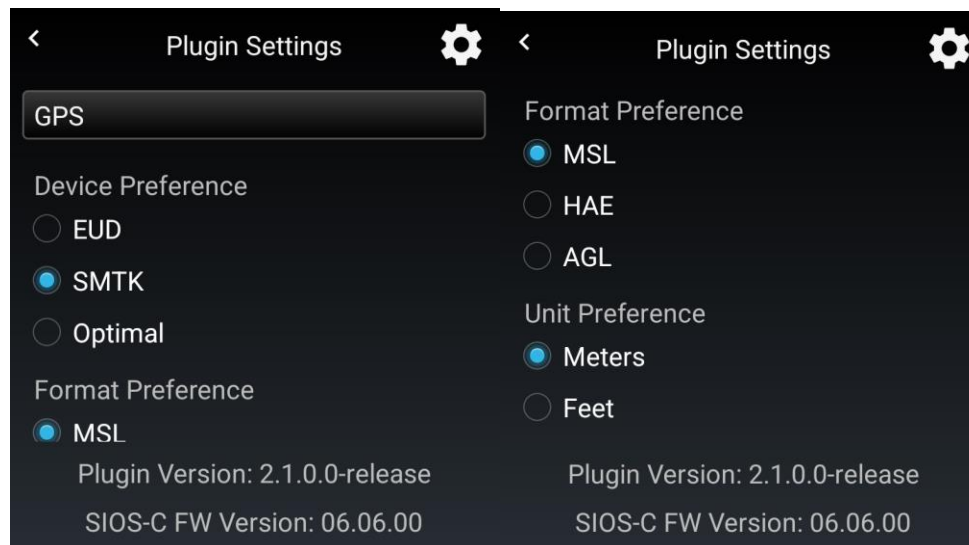 Plugin Settings
GPS
Device Preference
EUD
SMTK
Optimal
Format Preference
MSL
Plugin Version: 2.1.0.0-release
SIOS-C FW Version: 06.06.00
Plugin Settings
Format Preference
MSL
HAE
AGL
Unit Preference
Meters
Feet
Plugin Version: 2.1.0.0-release
SIOS-C FW Version: 06.06.00